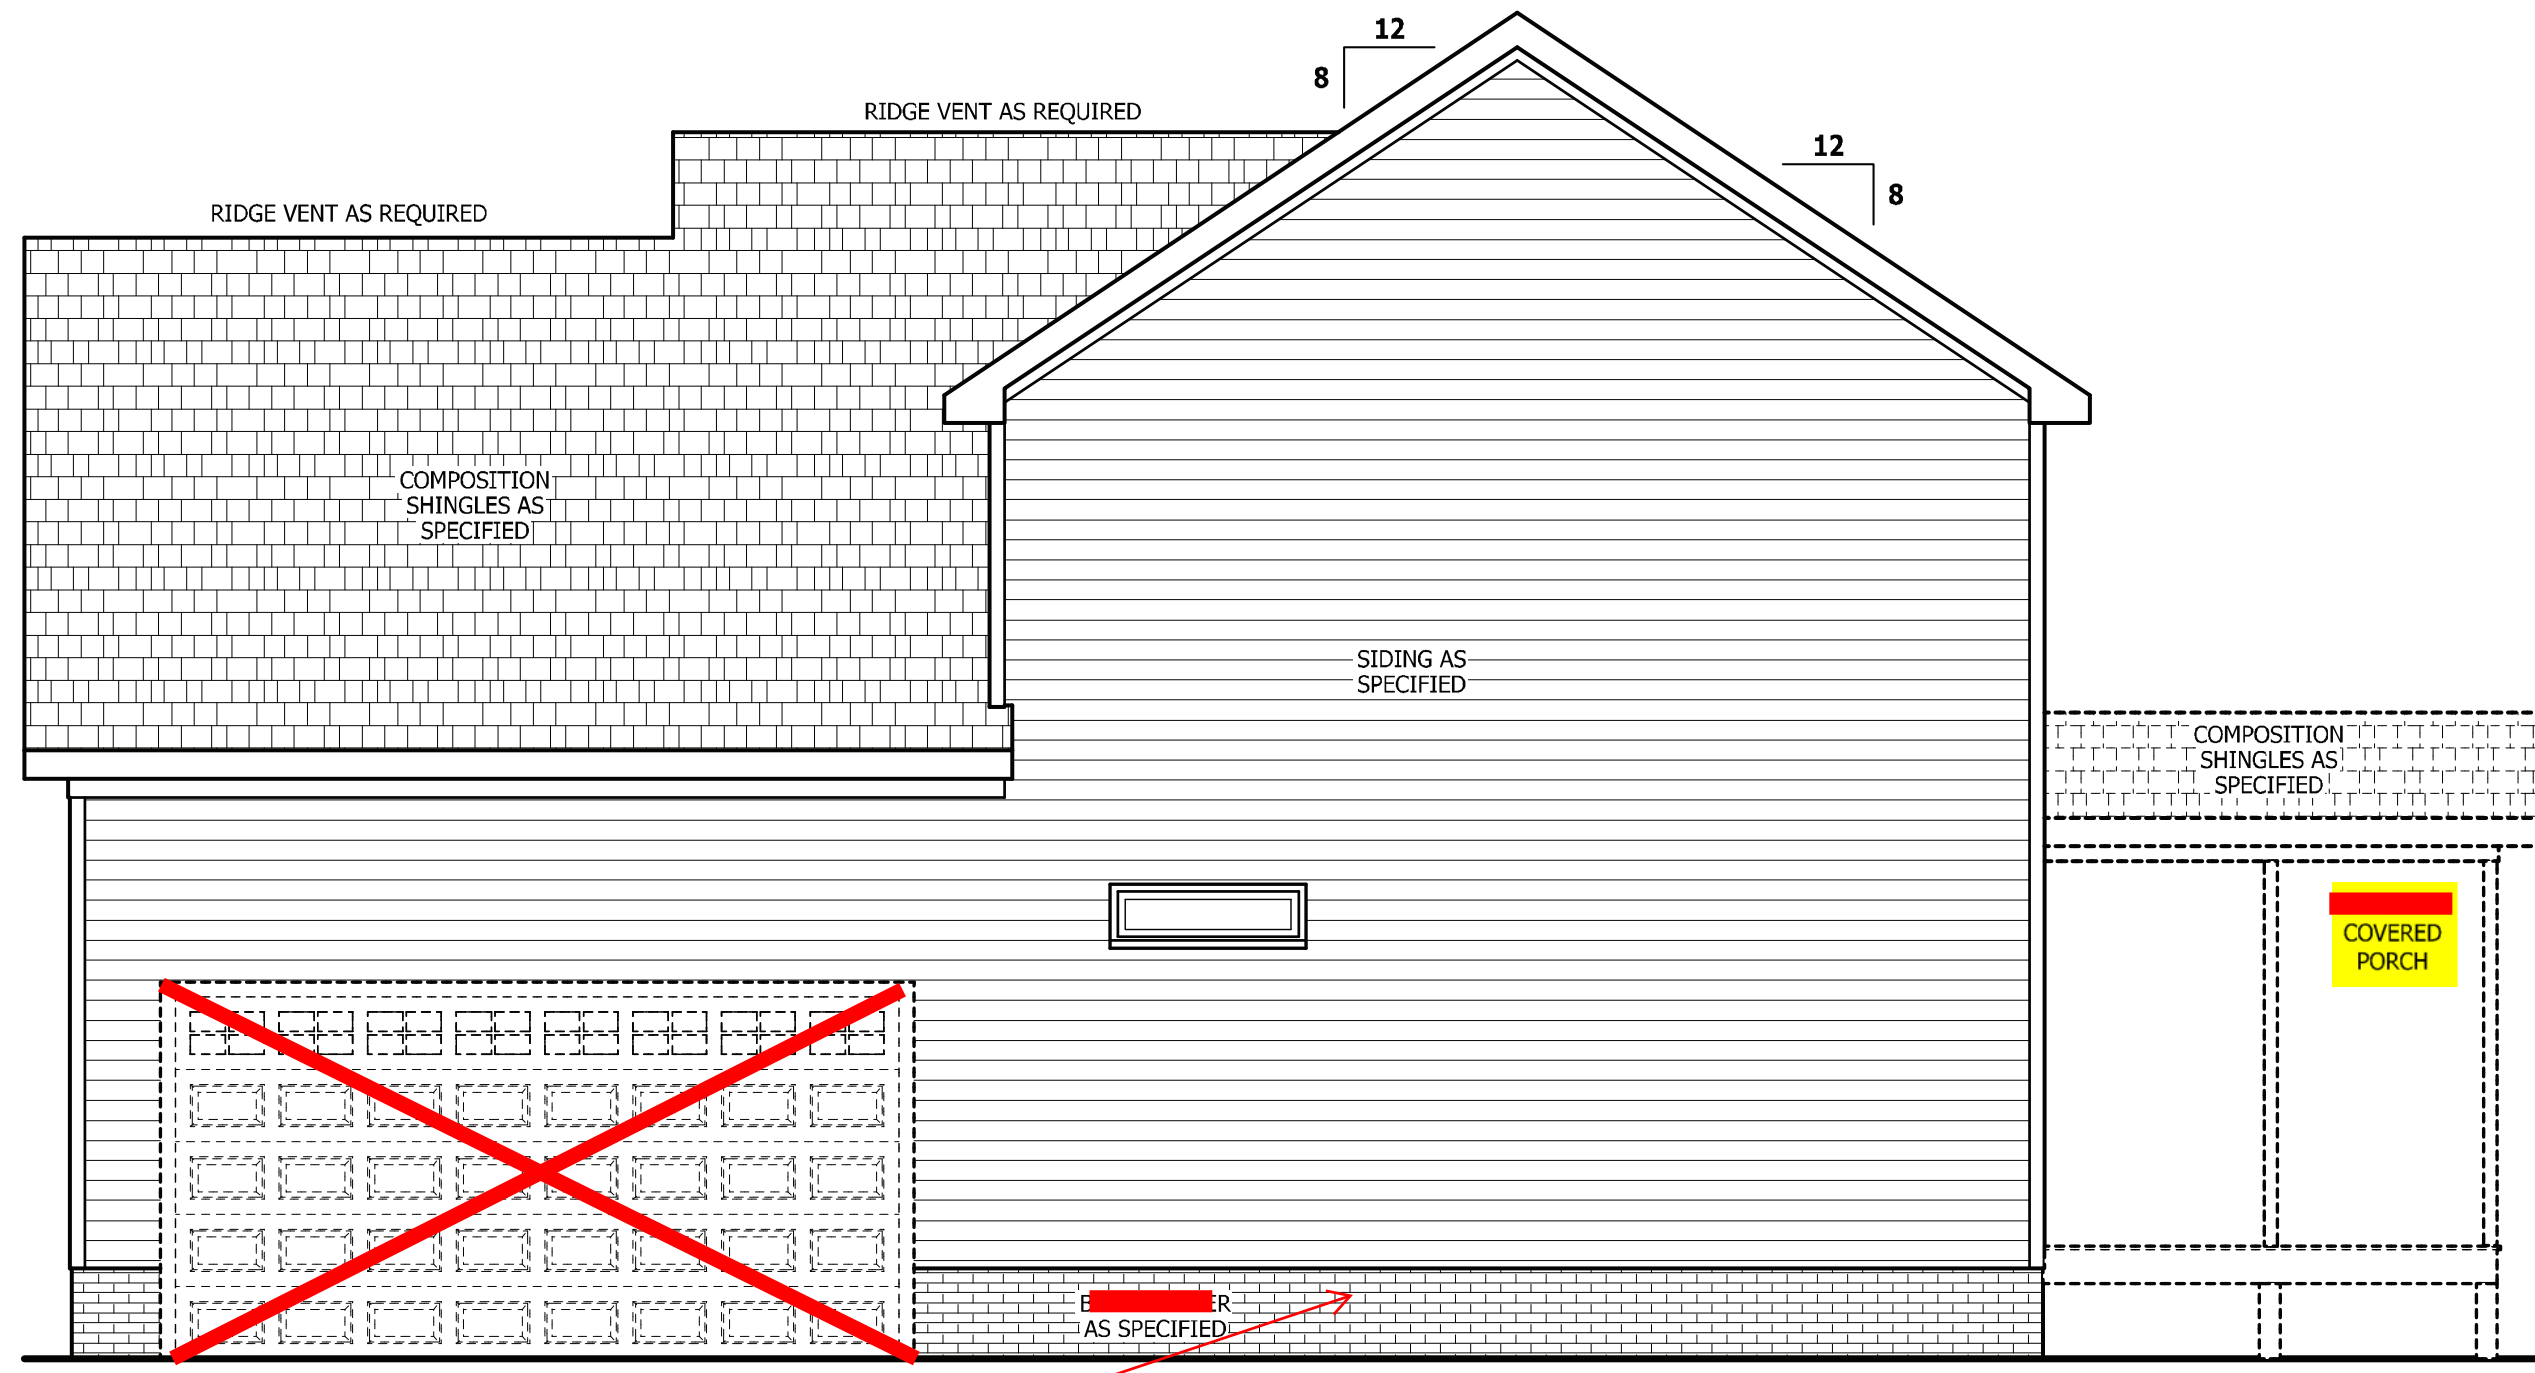 12
8
RIDGE VENT AS REQUIRED
12
8
RIDGE VENT AS REQUIRED
COMPOSITION
SHINGLES AS
SPECIFIED
SIDING AS
SPECIFIED
COMPOSITION
SHINGLES AS
SPECIFIED
COVERED
PORCH
AS SPECIFIED